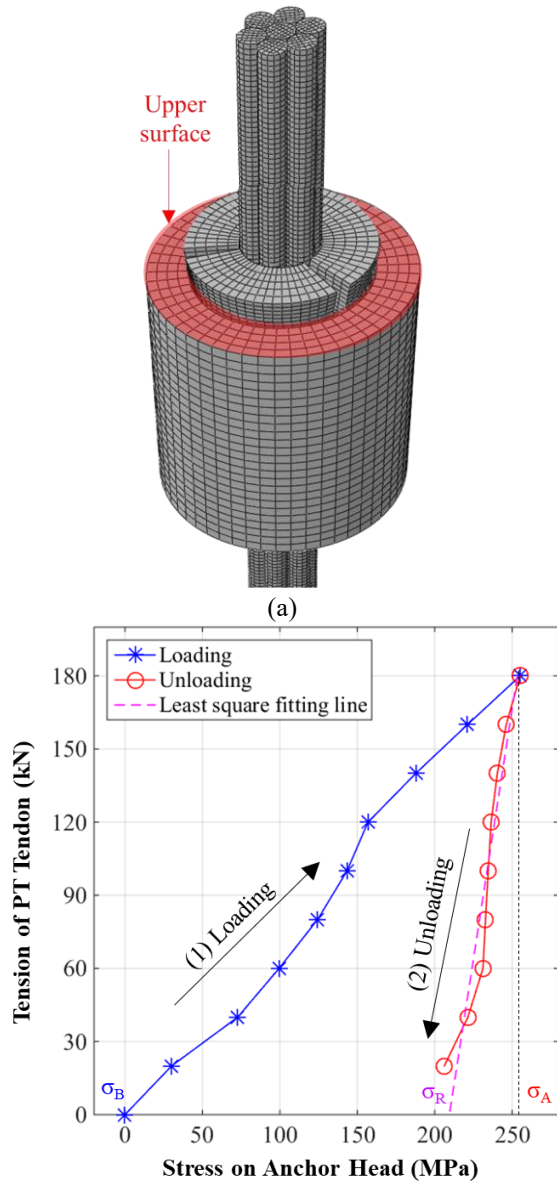 Upper
surface
(a)
Loading
Unloading
Least square fitting line
Tension of PT Tendon (kN)
180
150
120
90
60
30
0
(1) Loading
(2) Unloading
σB
σR
σA
0
50
100
150
200
250
Stress on Anchor Head (MPa)